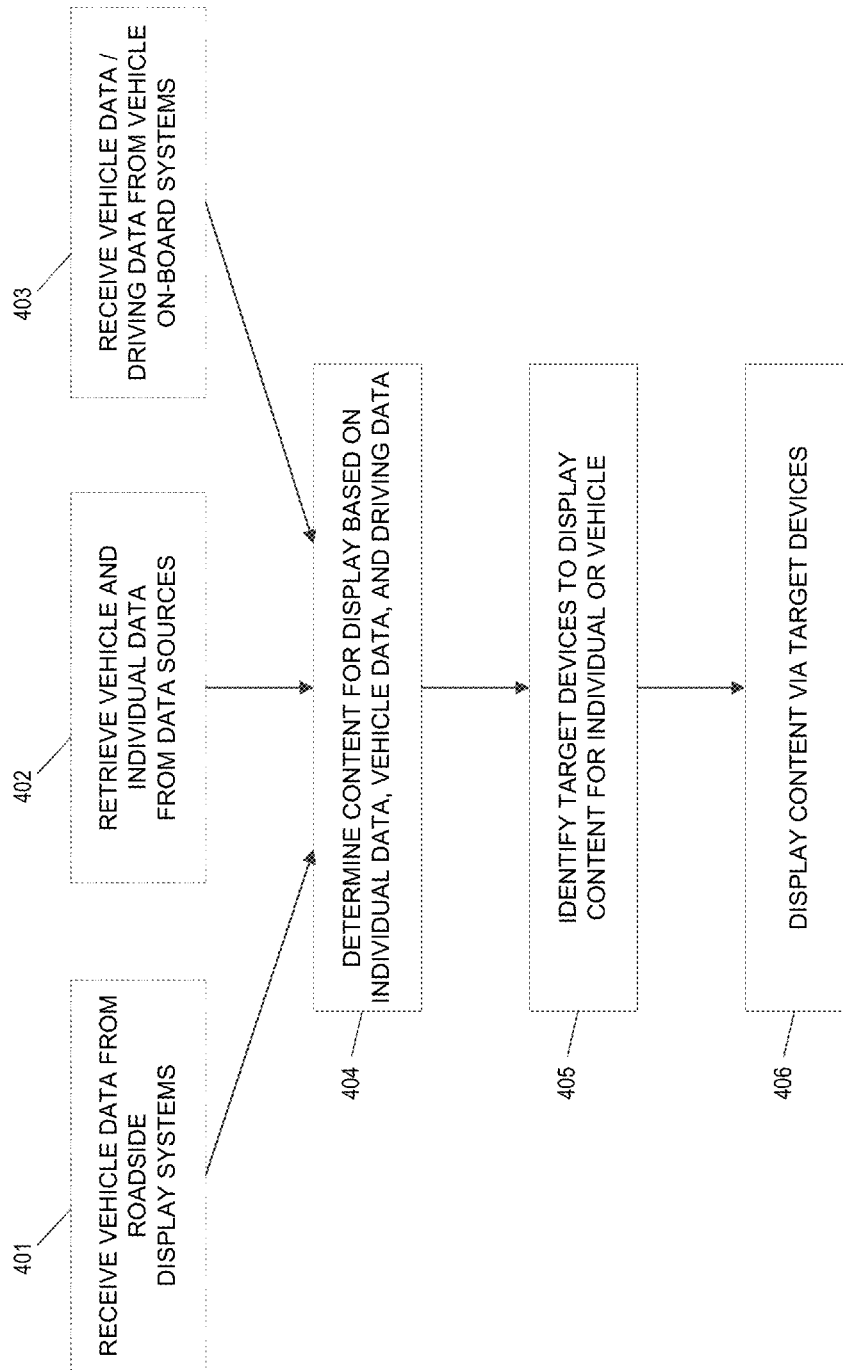 401
RECEIVE VEHICLE DATA FROM
ROADSIDE
DISPLAY SYSTEMS
402
RETRIEVE VEHICLE AND
INDIVIDUAL DATA
FROM DATA SOURCES
403
RECEIVE VEHICLE DATA /
DRIVING DATA FROM VEHICLE
ON-BOARD SYSTEMS
404
DETERMINE CONTENT FOR DISPLAY BASED ON
INDIVIDUAL DATA, VEHICLE DATA, AND DRIVING DATA
405
IDENTIFY TARGET DEVICES TO DISPLAY
CONTENT FOR INDIVIDUAL OR VEHICLE
406
DISPLAY CONTENT VIA TARGET DEVICES